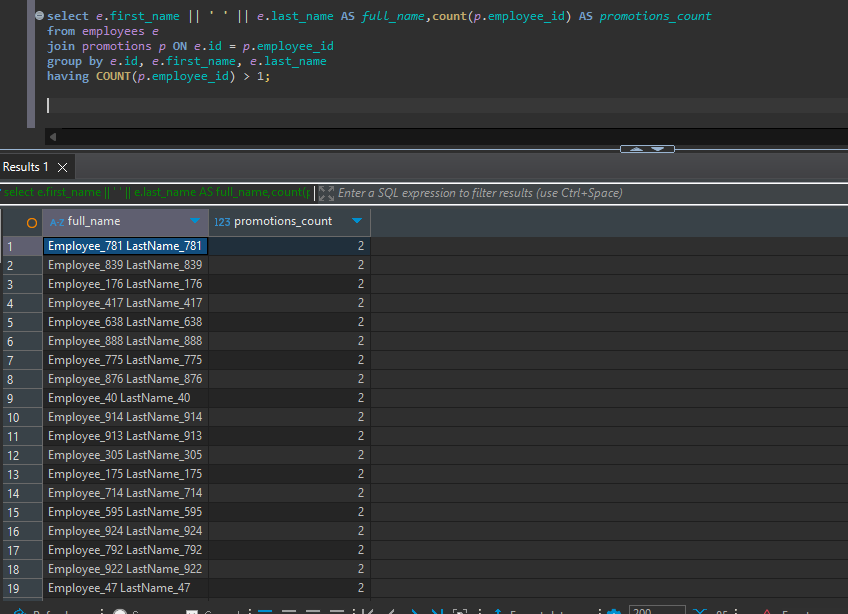 select e.first_name || ' ' || e.last_name AS full_name,count(p.employee_id) AS promotions_count
from employees e
join promotions p ON e.id = p.employee_id
group by e.id, e.first_name, e.last_name
having COUNT(p.employee_id) > 1;
Results 1
select e.first_name || ' ' || e.last_name AS full_name,count(p
Enter a SQL expression to filter results (use Ctrl+Space)
A-Z full_name 123 promotions_count
1 Employee_781 LastName_781 2
2 Employee_839 LastName_839 2
3 Employee_176 LastName_176 2
4 Employee_417 LastName_417 2
5 Employee_638 LastName_638 2
6 Employee_888 LastName_888 2
7 Employee_775 LastName_775 2
8 Employee_876 LastName_876 2
9 Employee_40 LastName_40 2
10 Employee_914 LastName_914 2
11 Employee_913 LastName_913 2
12 Employee_305 LastName_305 2
13 Employee_175 LastName_175 2
14 Employee_714 LastName_714 2
15 Employee_595 LastName_595 2
16 Employee_924 LastName_924 2
17 Employee_792 LastName_792 2
18 Employee_922 LastName_922 2
19 Employee_47 LastName_47 2
200